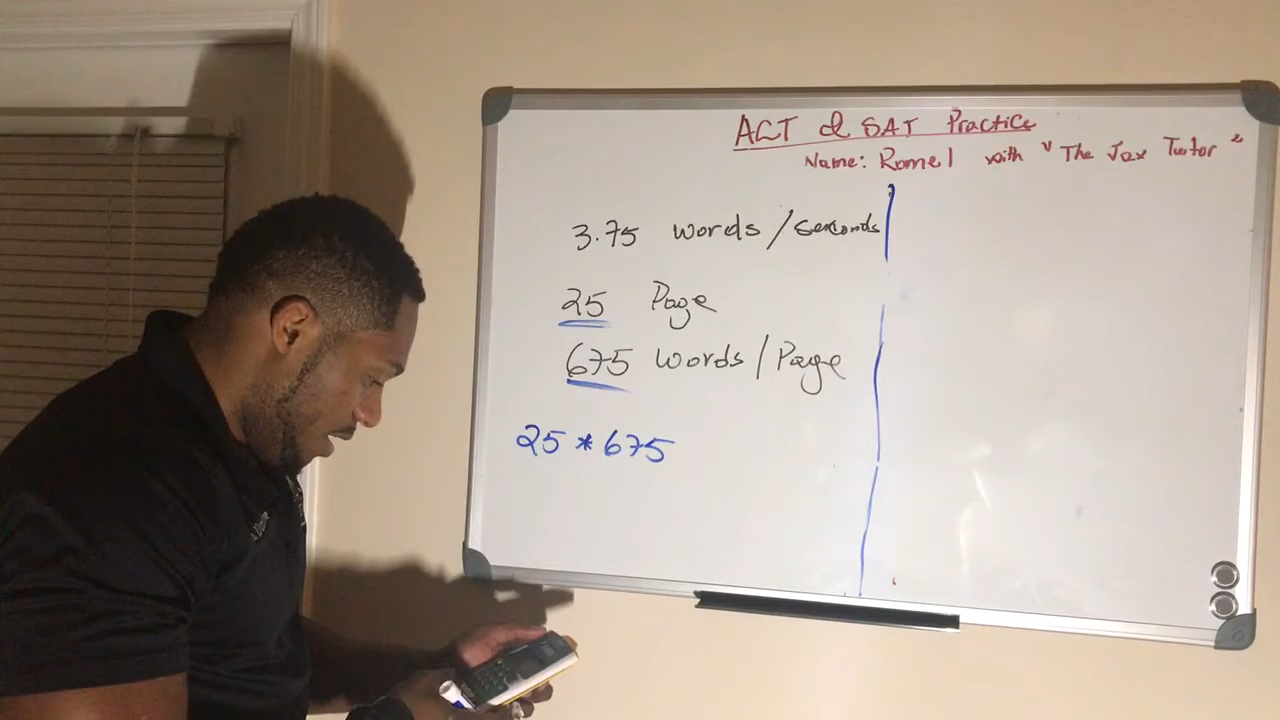 ACT & SAT Practice
Name: Romel with "The Jax Tutor"
3.75 words/seconds
25 Page
675 words/Page
25 * 675